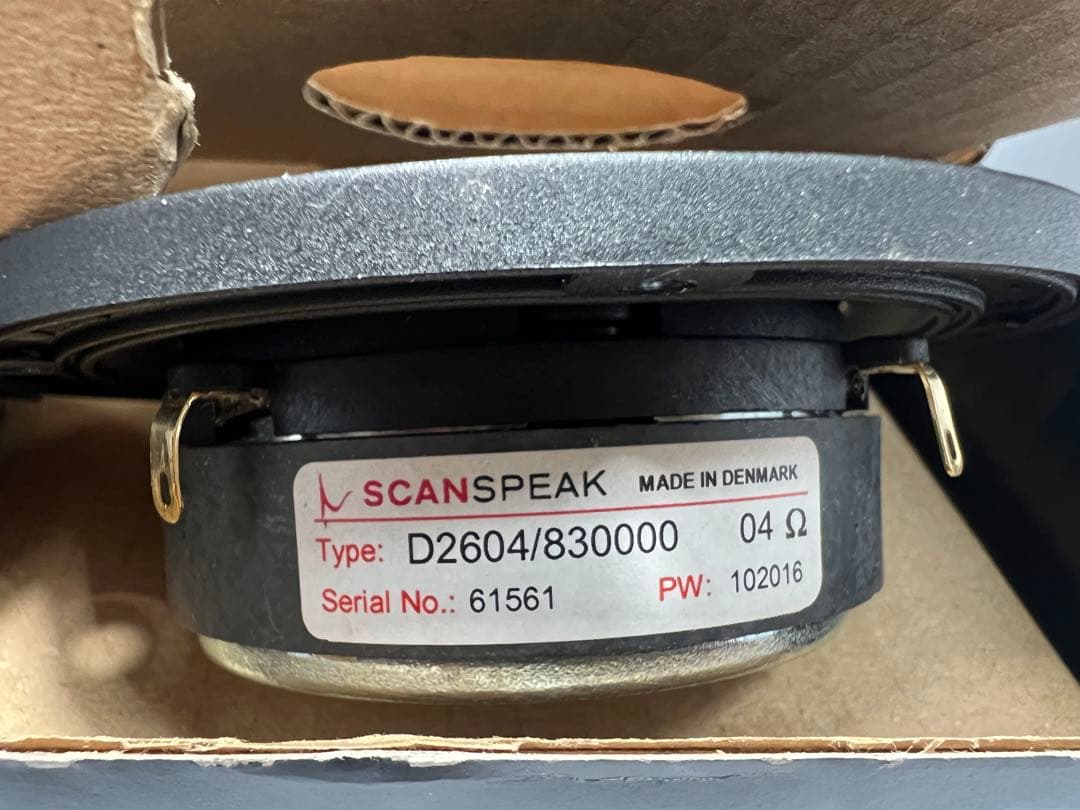 SCANSPEAK MADE IN DENMARK
Type: D2604/830000 04 Ω
Serial No.: 61561 PW: 102016